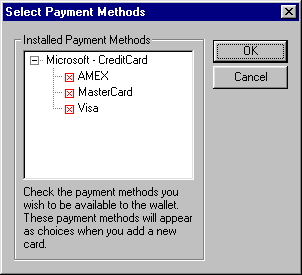 Select Payment Methods
Installed Payment Methods
Microsoft - CreditCard
AMEX
MasterCard
Visa
OK
Cancel
Check the payment methods you
wish to be available to the wallet.
These payment methods will appear
as choices when you add a new
card.